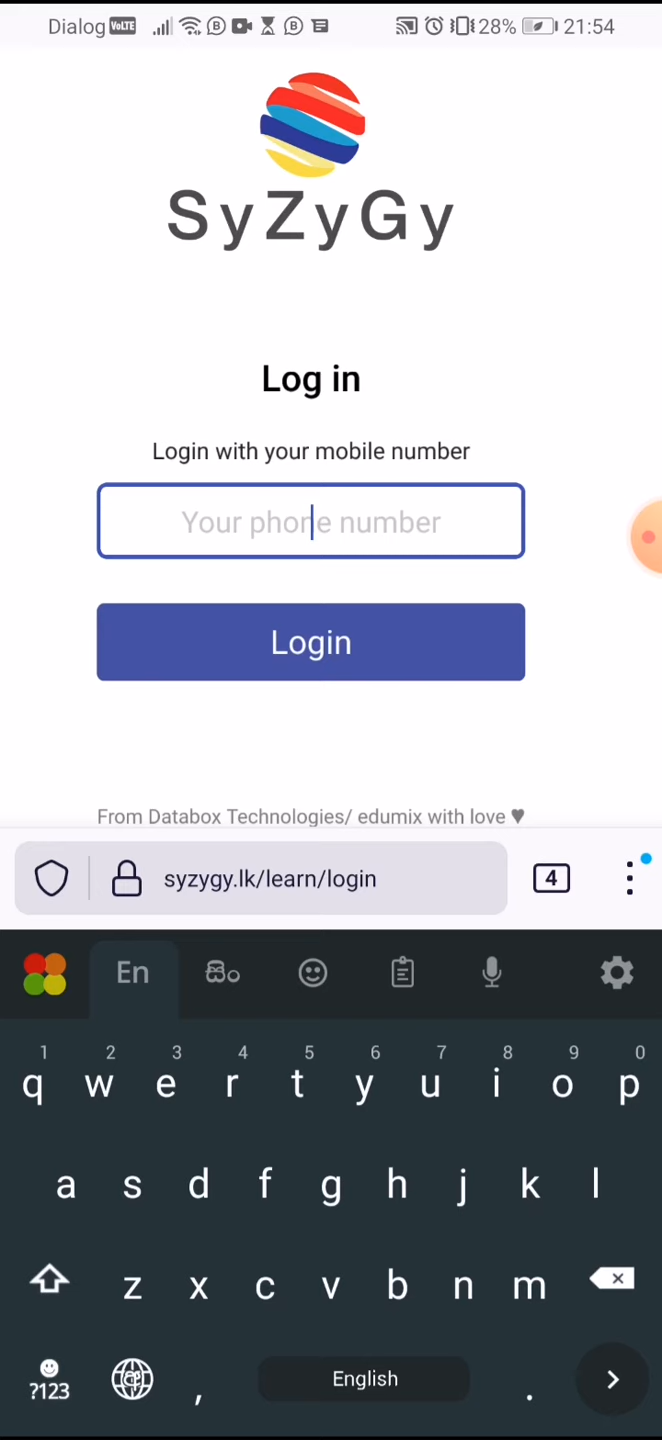 Dialog VoLTE B B 28% 21:54
SyZyGy
Log in
Login with your mobile number
Your phone number
Login
From Databox Technologies/ edumix with love ♥
syzygy.lk/learn/login 4
En සිං
1 2 3 4 5 6 7 8 9 0
q w e r t y u i o p
a s d f g h j k l
z x c v b n m
?123 , English .